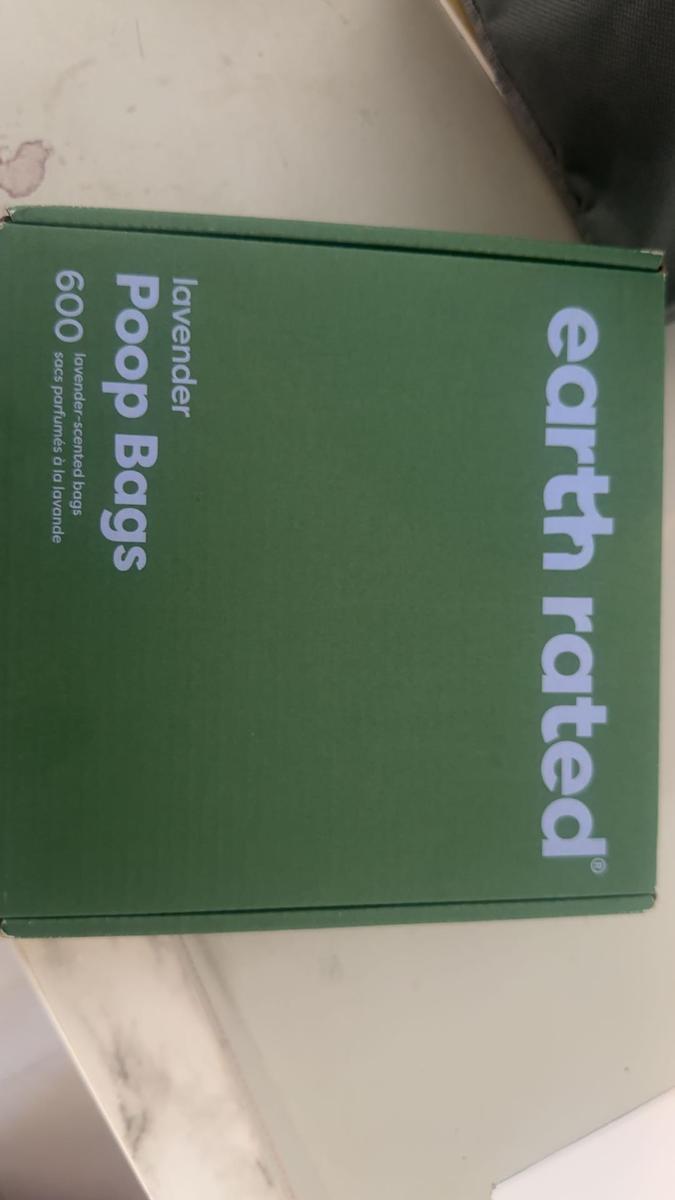 earth rated®
lavender
Poop Bags
600 lavender-scented bags
sacs parfumés à la lavande